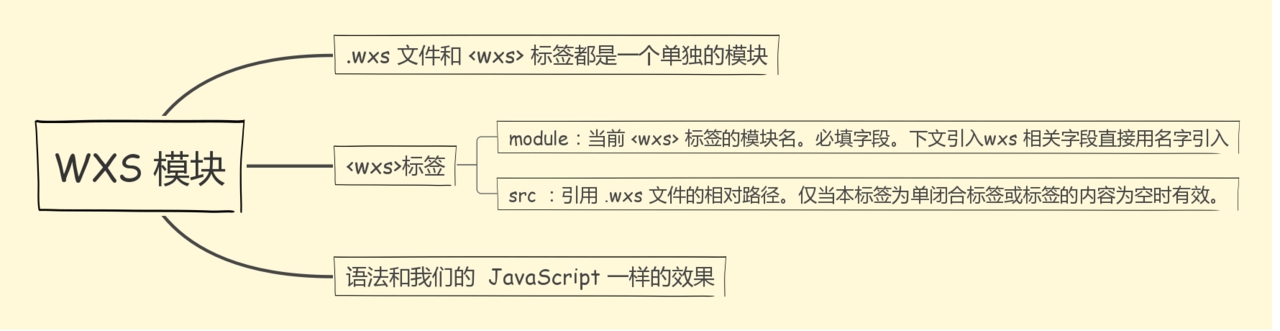 WXS 模块
.wxs 文件和 <wxs> 标签都是一个单独的模块
<wxs>标签
module：当前 <wxs> 标签的模块名。必填字段。下文引入wxs 相关字段直接用名字引入
src ：引用 .wxs 文件的相对路径。仅当本标签为单闭合标签或标签的内容为空时有效。
语法和我们的 JavaScript 一样的效果